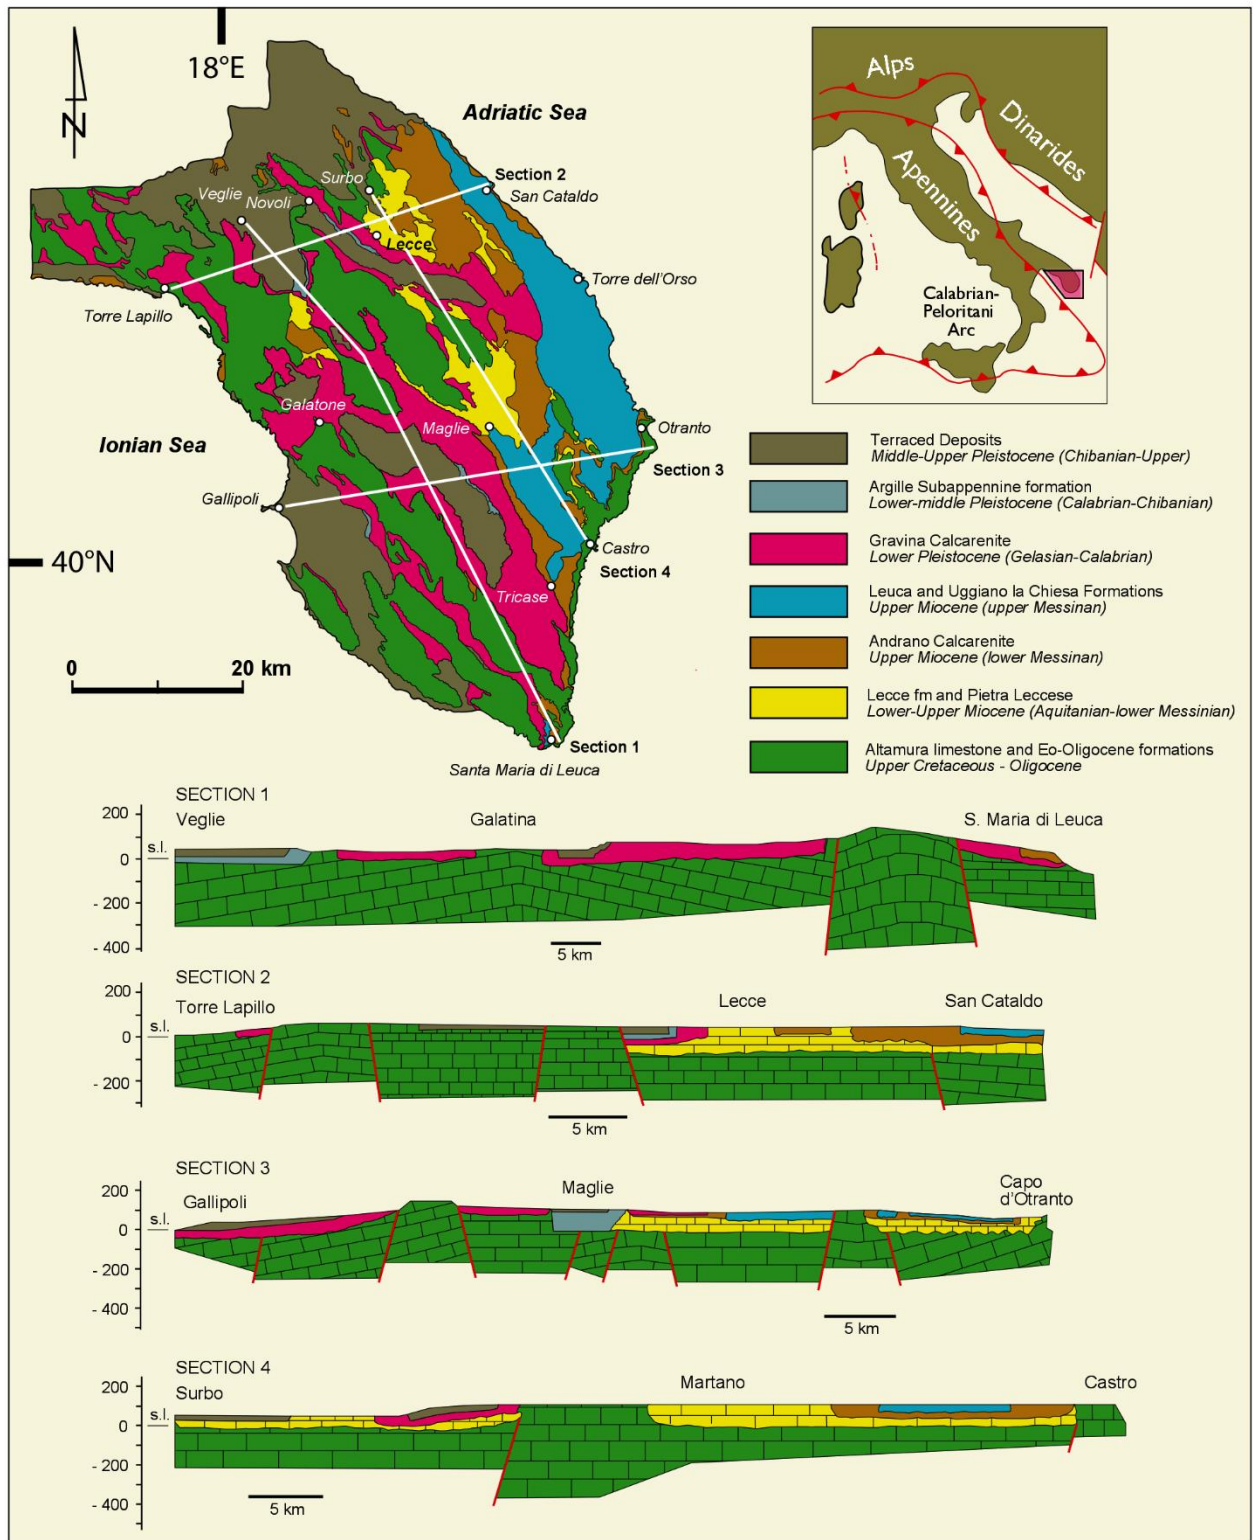 18°E
N
Adriatic Sea
Surbo
Section 2
San Cataldo
Veglie
Novoli
Lecce
Torre dell'Orso
Torre Lapillo
Galatone
Ionian Sea
Maglie
Otranto
Section 3
Gallipoli
Castro
Section 4
40°N
Tricase
0 20 km
Section 1
Santa Maria di Leuca
Alps
Dinarides
Apennines
Calabrian-
Peloritani
Arc
Terraced Deposits
Middle-Upper Pleistocene (Chibanian-Upper)
Argille Subappennine formation
Lower-middle Pleistocene (Calabrian-Chibanian)
Gravina Calcarenite
Lower Pleistocene (Gelasian-Calabrian)
Leuca and Uggiano la Chiesa Formations
Upper Miocene (upper Messinan)
Andrano Calcarenite
Upper Miocene (lower Messinan)
Lecce fm and Pietra Leccese
Lower-Upper Miocene (Aquitanian-lower Messinian)
Altamura limestone and Eo-Oligocene formations
Upper Cretaceous - Oligocene
SECTION 1
Veglie Galatina S. Maria di Leuca
200
s.l.
0
- 200
- 400
5 km
SECTION 2
Torre Lapillo Lecce San Cataldo
200
s.l.
0
- 200
5 km
SECTION 3
Gallipoli Maglie Capo
d'Otranto
200
s.l.
0
- 200
- 400
5 km
SECTION 4
Surbo Martano Castro
200
s.l.
0
- 200
- 400
5 km